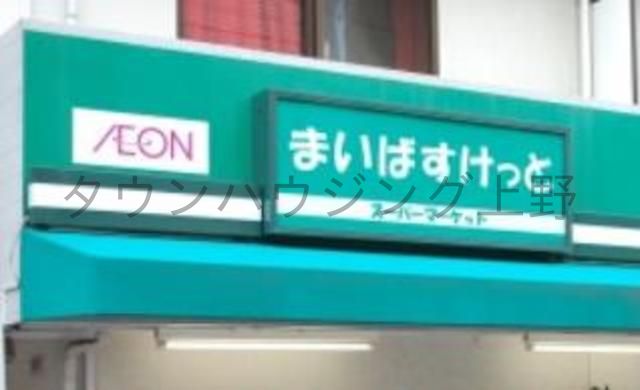 ÆON
まいばすけっと
タウンハウジング上野
スーパーマーケット